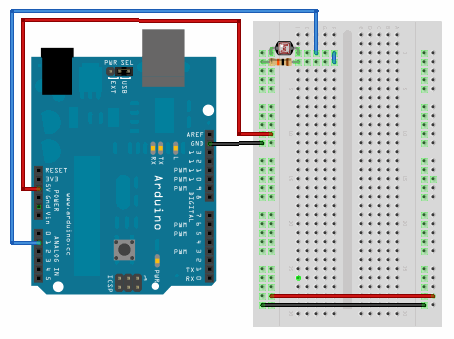 PWR SEL
EXT
USB
AREF
GND
RX
TX
L
RESET
3V3
5V
Gnd
Vin
POWER
www.arduino.cc
Arduino
DIGITAL
PWM
PWM
PWM
PWM
PWM
PWM
13
12
11
10
9
8
7
6
5
4
3
2
TX 1
RX 0
0
1
2
3
4
5
ANALOG IN
ICSP
1
PWR